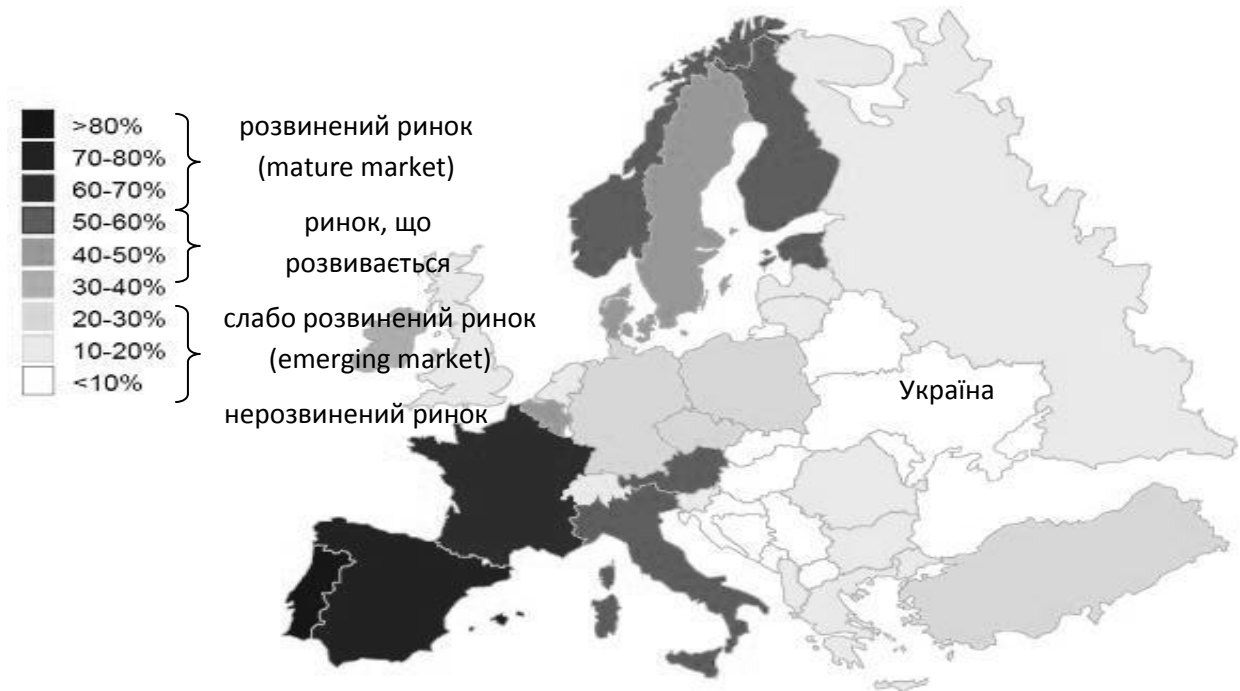 >80%
70-80%
60-70%
50-60%
40-50%
30-40%
20-30%
10-20%
<10%
розвинений ринок
(mature market)
ринок, що
розвивається
слабо розвинений ринок
(emerging market)
нерозвинений ринок
Україна